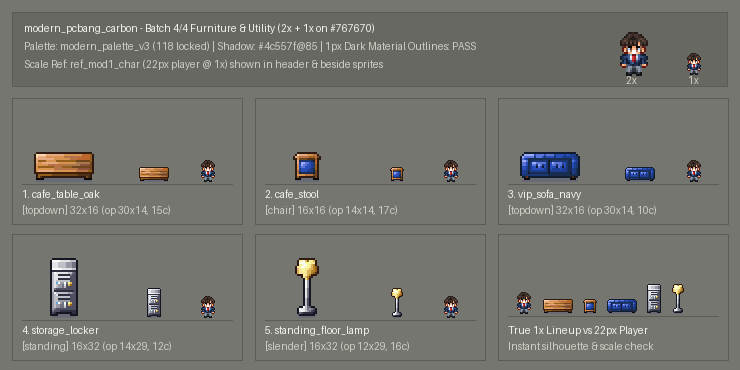 modern_pcbang_carbon - Batch 4/4 Furniture & Utility (2x + 1x on #767670)
Palette: modern_palette_v3 (118 locked) | Shadow: #4c557f@85 | 1px Dark Material Outlines: PASS
Scale Ref: ref_mod1_char (22px player @ 1x) shown in header & beside sprites
2x
1x
1. cafe_table_oak
[topdown] 32x16 (op 30x14, 15c)
2. cafe_stool
[chair] 16x16 (op 14x14, 17c)
3. vip_sofa_navy
[topdown] 32x16 (op 30x14, 10c)
4. storage_locker
[standing] 16x32 (op 14x29, 12c)
5. standing_floor_lamp
[slender] 16x32 (op 12x29, 16c)
True 1x Lineup vs 22px Player
Instant silhouette & scale check